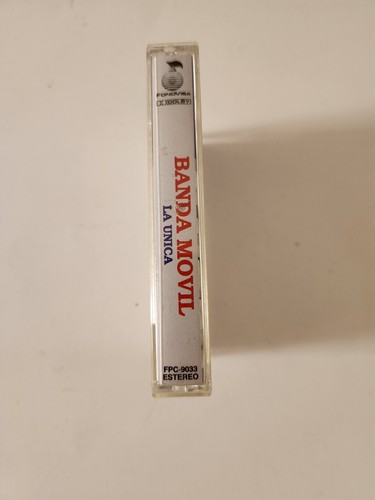 FONOVISA
DOLBY
BANDA MOVIL
LA UNICA
FPC-9033
ESTEREO